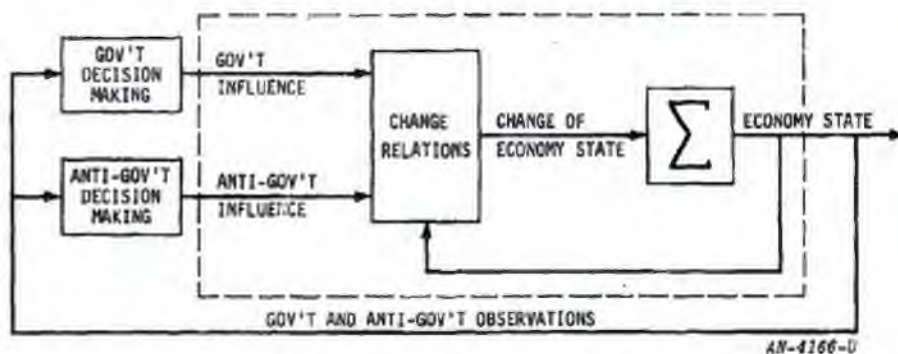 GOV'T
DECISION
MAKING
GOV'T
INFLUENCE
ANTI-GOV'T
DECISION
MAKING
ANTI-GOV'T
INFLUENCE
CHANGE
RELATIONS
CHANGE OF
ECONOMY STATE
Σ
ECONOMY STATE
GOV'T AND ANTI-GOV'T OBSERVATIONS
AN-4166-U